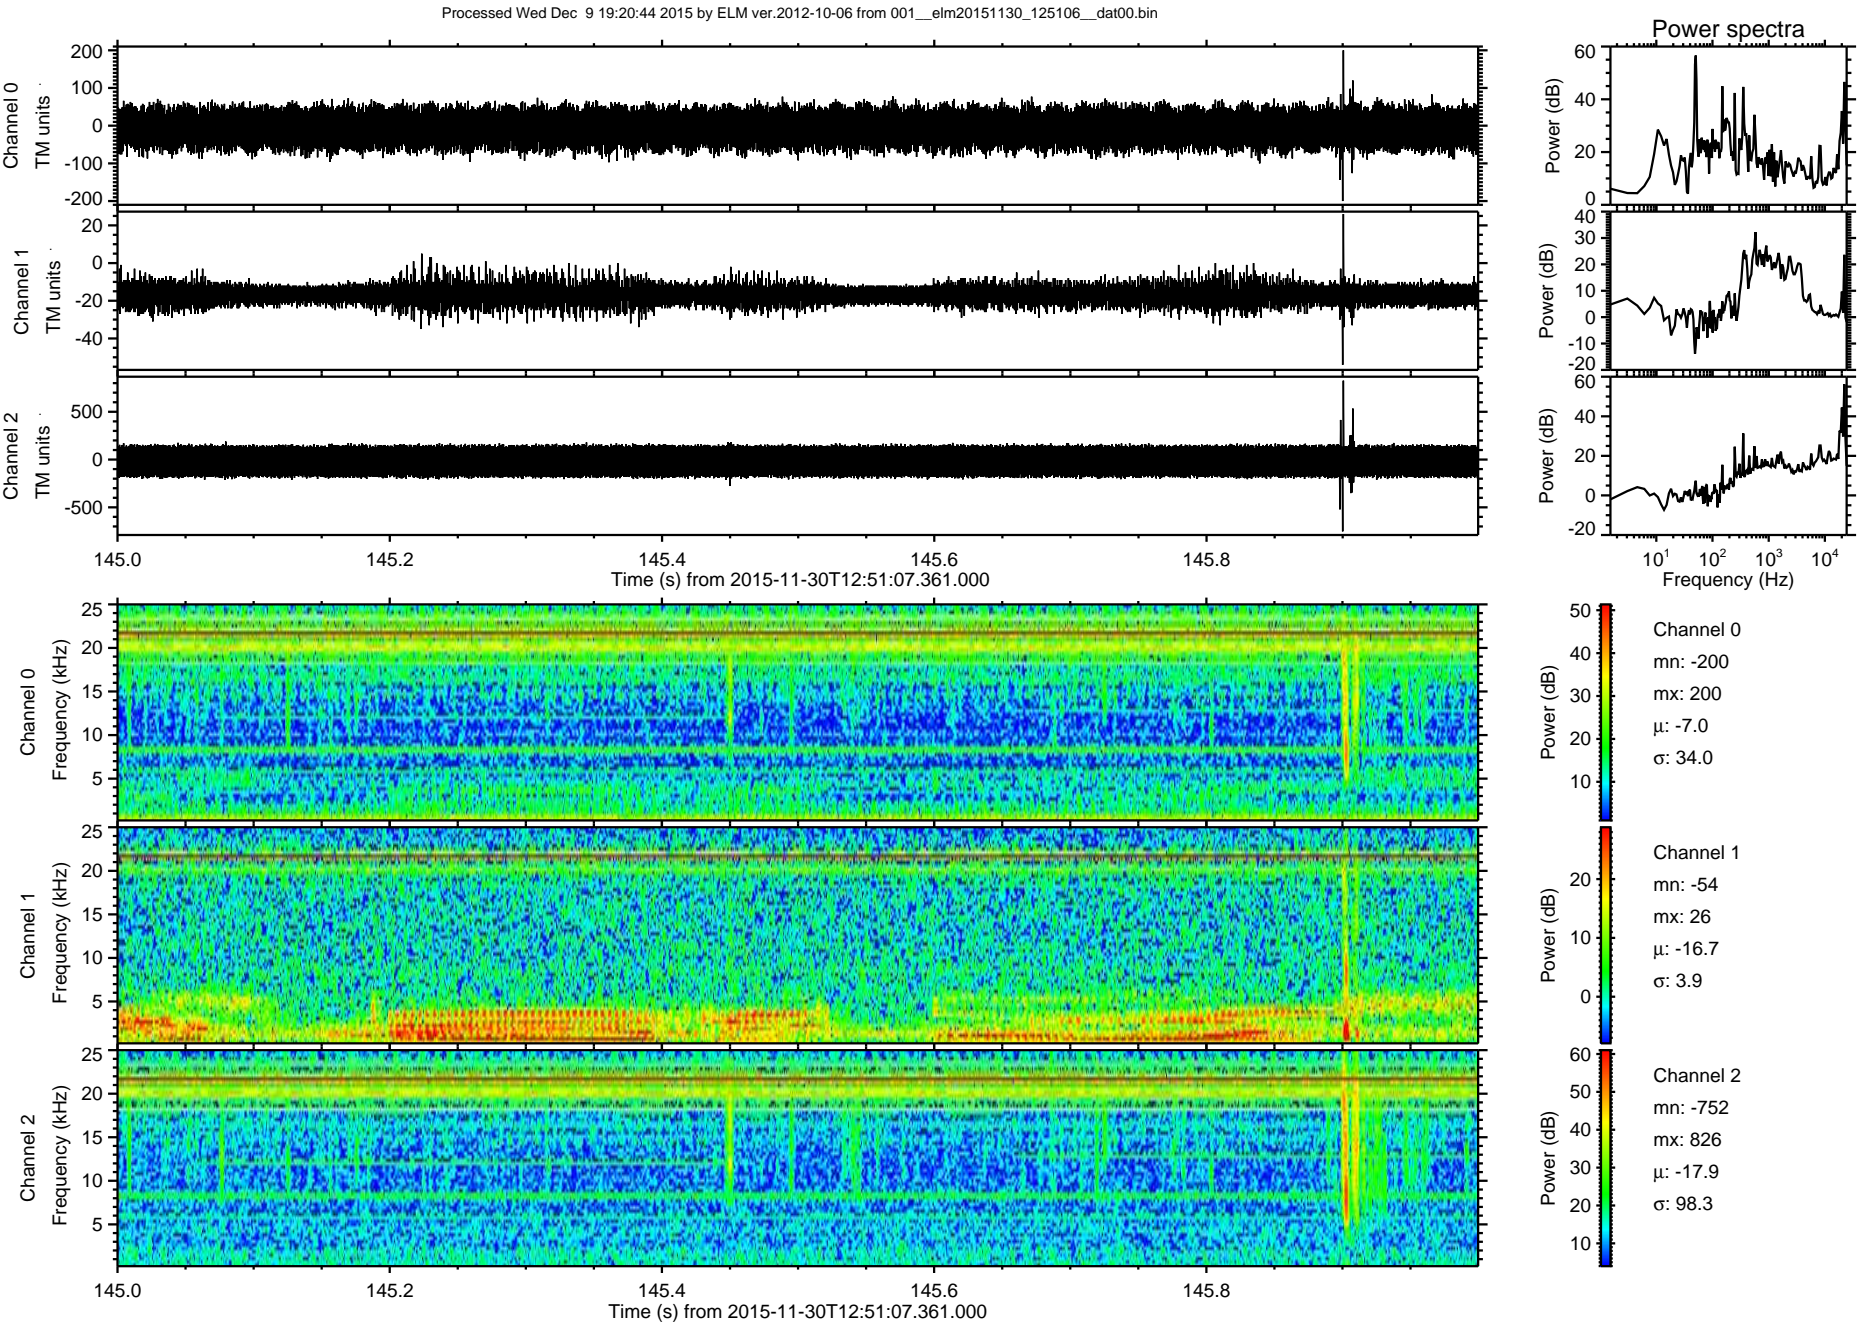 Processed Wed Dec  9 19:20:44 2015 by ELM ver.2012-10-06 from 001__elm20151130_125106__dat00.bin
Power spectra
Channel 0
TM units
200
100
0
-100
-200
Power (dB)
60
40
20
0
Channel 1
TM units
20
0
-20
-40
Power (dB)
40
30
20
10
0
-10
-20
Channel 2
TM units
500
0
-500
Power (dB)
60
40
20
0
-20
145.0 145.2 145.4 145.6 145.8
Time (s) from 2015-11-30T12:51:07.361.000
10¹ 10² 10³ 10⁴
Frequency (Hz)
Channel 0
Frequency (kHz)
25
20
15
10
5
Power (dB)
50
40
30
20
10
Channel 0
mn: -200
mx: 200
μ: -7.0
σ: 34.0
Channel 1
Frequency (kHz)
25
20
15
10
5
Power (dB)
20
10
0
Channel 1
mn: -54
mx: 26
μ: -16.7
σ: 3.9
Channel 2
Frequency (kHz)
25
20
15
10
5
Power (dB)
60
50
40
30
20
10
Channel 2
mn: -752
mx: 826
μ: -17.9
σ: 98.3
145.0 145.2 145.4 145.6 145.8
Time (s) from 2015-11-30T12:51:07.361.000